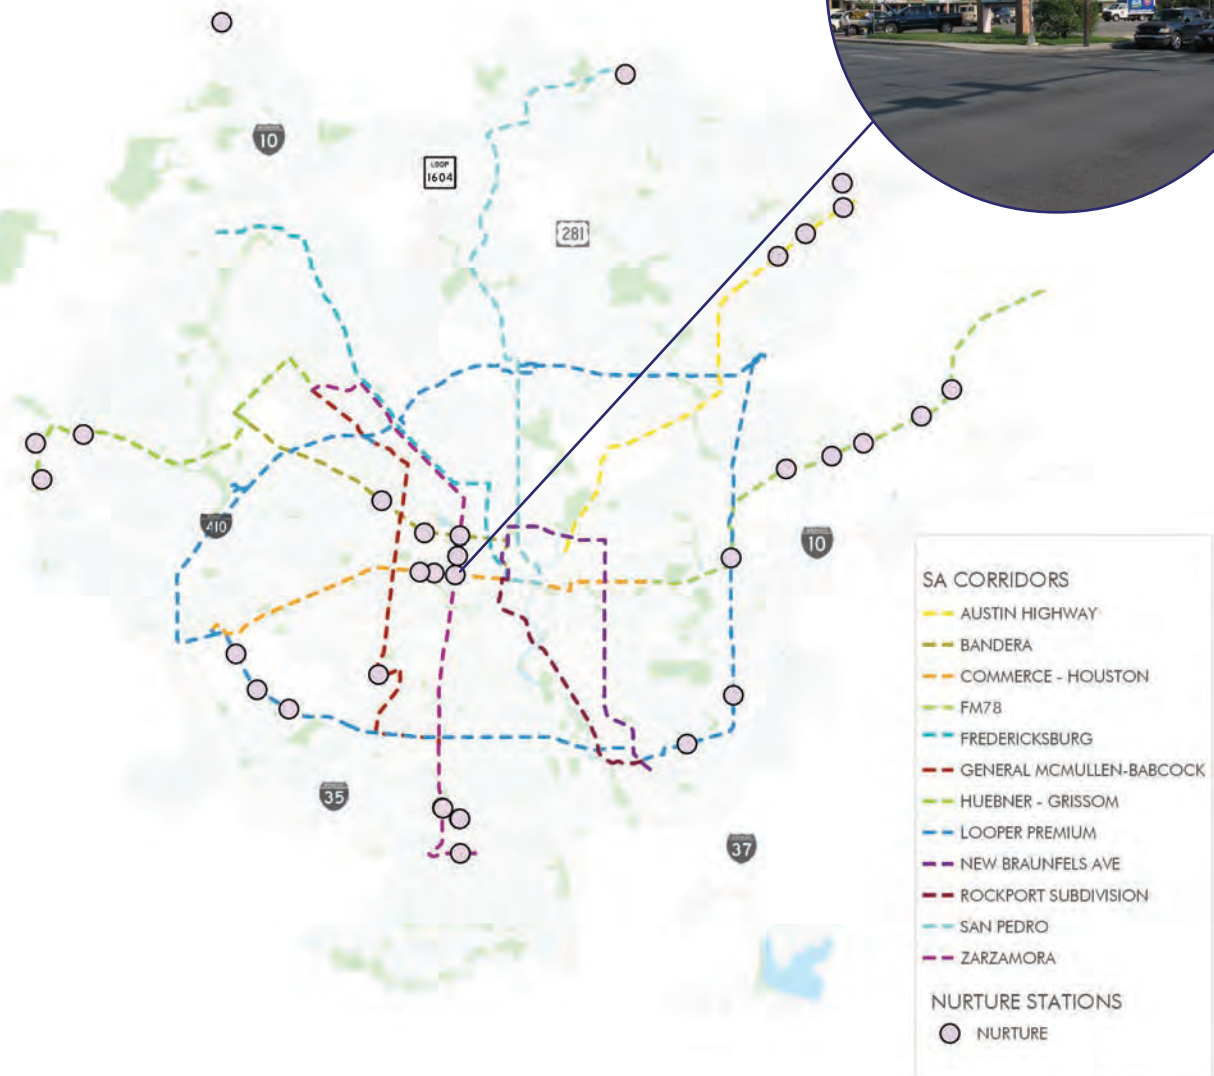 10
LOOP
1604
281
410
10
35
37
SA CORRIDORS
AUSTIN HIGHWAY
BANDERA
COMMERCE - HOUSTON
FM78
FREDERICKSBURG
GENERAL MCMULLEN-BABCOCK
HUEBNER - GRISSOM
LOOPER PREMIUM
NEW BRAUNFELS AVE
ROCKPORT SUBDIVISION
SAN PEDRO
ZARZAMORA
NURTURE STATIONS
NURTURE